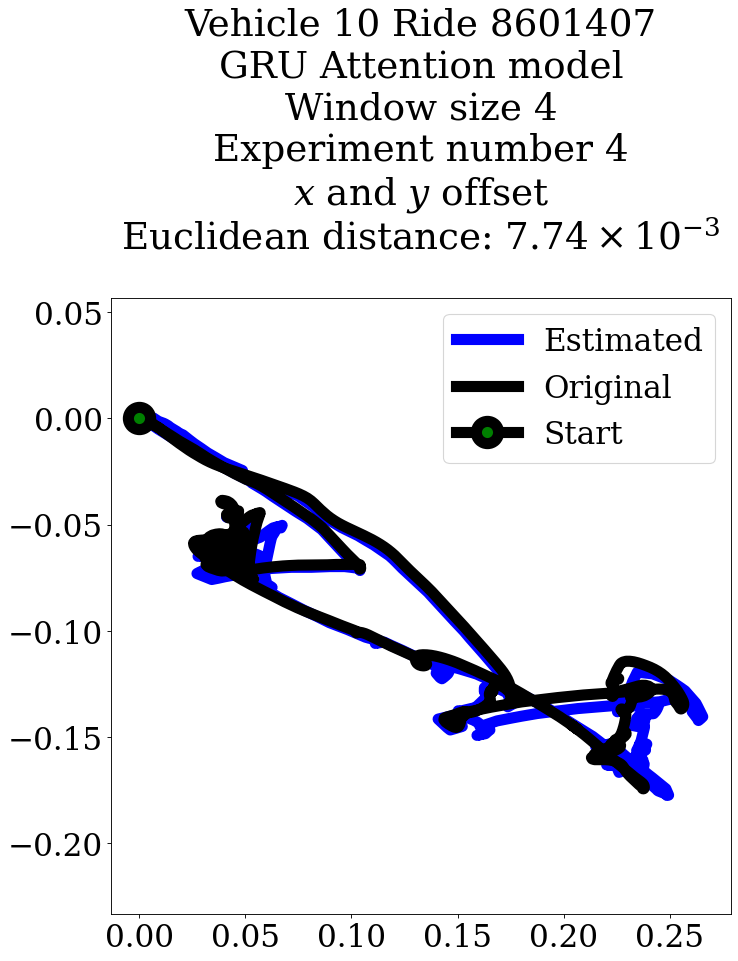 Vehicle 10 Ride 8601407
GRU Attention model
Window size 4
Experiment number 4
x and y offset
Euclidean distance: 7.74 × 10⁻³
Estimated
Original
Start
0.05
0.00
−0.05
−0.10
−0.15
−0.20
0.00 0.05 0.10 0.15 0.20 0.25